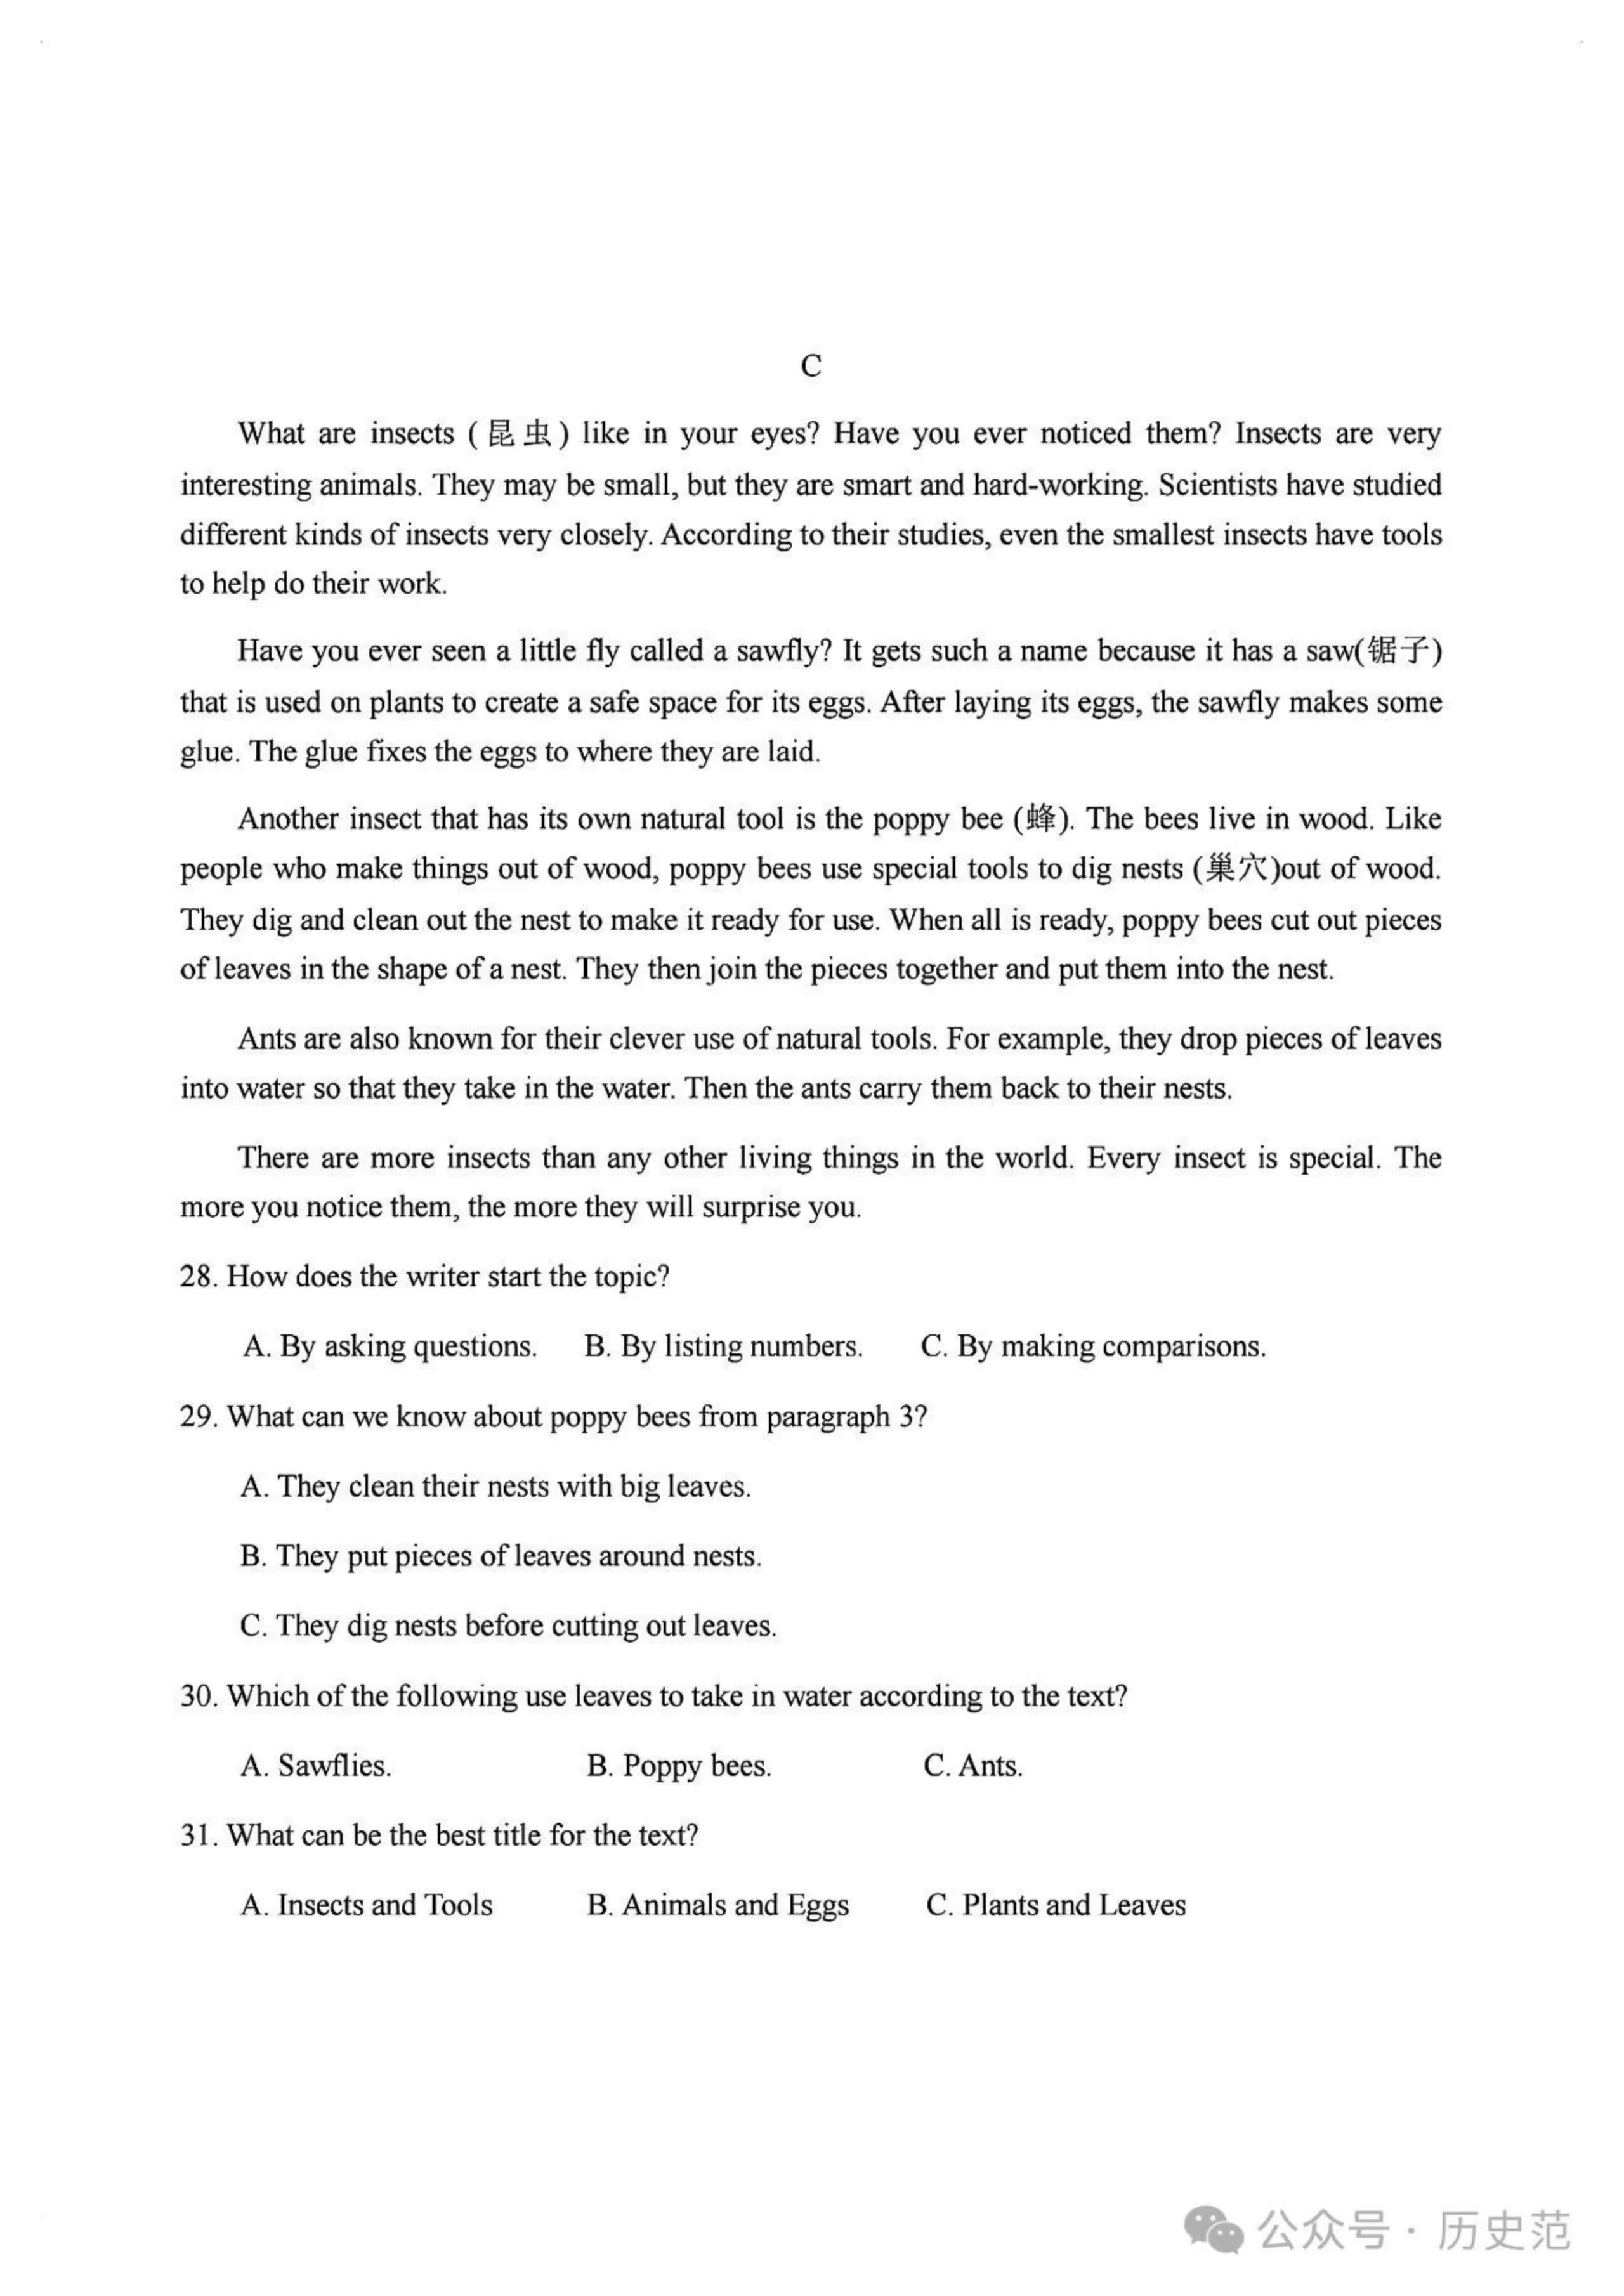 C
What are insects (昆虫) like in your eyes? Have you ever noticed them? Insects are very
interesting animals. They may be small, but they are smart and hard-working. Scientists have studied
different kinds of insects very closely. According to their studies, even the smallest insects have tools
to help do their work.
Have you ever seen a little fly called a sawfly? It gets such a name because it has a saw(锯子)
that is used on plants to create a safe space for its eggs. After laying its eggs, the sawfly makes some
glue. The glue fixes the eggs to where they are laid.
Another insect that has its own natural tool is the poppy bee (蜂). The bees live in wood. Like
people who make things out of wood, poppy bees use special tools to dig nests (巢穴)out of wood.
They dig and clean out the nest to make it ready for use. When all is ready, poppy bees cut out pieces
of leaves in the shape of a nest. They then join the pieces together and put them into the nest.
Ants are also known for their clever use of natural tools. For example, they drop pieces of leaves
into water so that they take in the water. Then the ants carry them back to their nests.
There are more insects than any other living things in the world. Every insect is special. The
more you notice them, the more they will surprise you.
28. How does the writer start the topic?
A. By asking questions. B. By listing numbers. C. By making comparisons.
29. What can we know about poppy bees from paragraph 3?
A. They clean their nests with big leaves.
B. They put pieces of leaves around nests.
C. They dig nests before cutting out leaves.
30. Which of the following use leaves to take in water according to the text?
A. Sawflies. B. Poppy bees. C. Ants.
31. What can be the best title for the text?
A. Insects and Tools B. Animals and Eggs C. Plants and Leaves
公众号 · 历史范